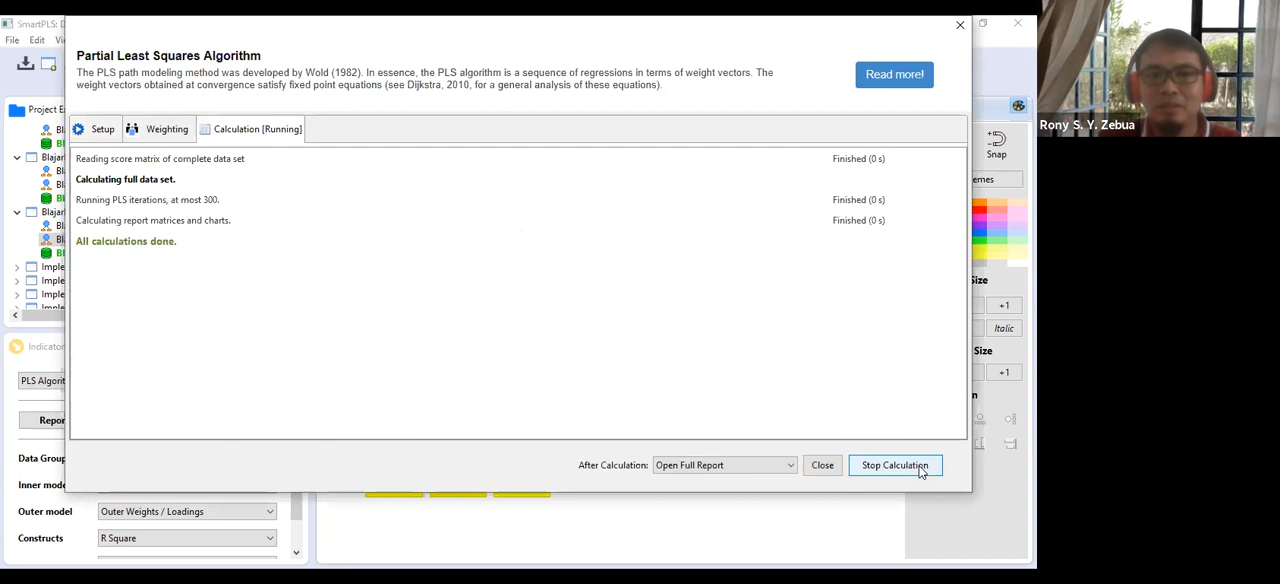 SmartPLS:
File Edit
Partial Least Squares Algorithm
The PLS path modeling method was developed by Wold (1982). In essence, the PLS algorithm is a sequence of regressions in terms of weight vectors. The
weight vectors obtained at convergence satisfy fixed point equations (see Dijkstra, 2010, for a general analysis of these equations).
Read more!
Rony S. Y. Zebua
Project E
Setup
Weighting
Calculation [Running]
Snap
Reading score matrix of complete data set Finished (0 s)
Calculating full data set.
Running PLS iterations, at most 300. Finished (0 s)
Calculating report matrices and charts. Finished (0 s)
All calculations done.
Blajar
Blajar
Imple
Imple
Imple
emes
Size
+1
Italic
Size
+1
Indicator
PLS Algorit
Repor
After Calculation: Open Full Report Close Stop Calculation
Data Group
Inner mode
Outer model Outer Weights / Loadings
Constructs R Square